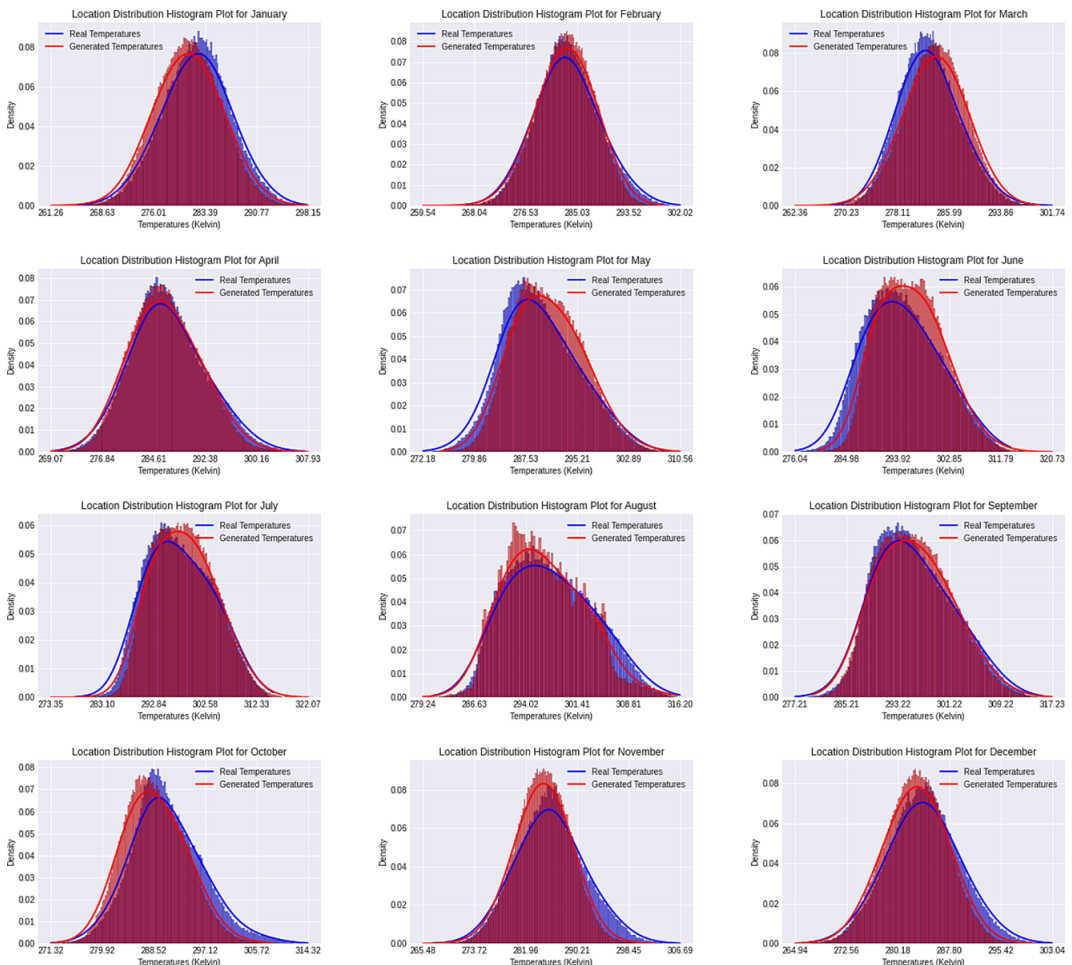 Location Distribution Histogram Plot for January
Real Temperatures
Generated Temperatures
0.08
0.06
0.04
0.02
0.00
Density
261.26 268.63 276.01 283.39 290.77 298.15
Temperatures (Kelvin)
Location Distribution Histogram Plot for February
Real Temperatures
Generated Temperatures
0.08
0.07
0.06
0.05
0.04
0.03
0.02
0.01
0.00
Density
259.54 268.04 276.53 285.03 293.52 302.02
Temperatures (Kelvin)
Location Distribution Histogram Plot for March
Real Temperatures
Generated Temperatures
0.08
0.06
0.04
0.02
0.00
Density
262.36 270.23 278.11 285.99 293.86 301.74
Temperatures (Kelvin)
Location Distribution Histogram Plot for April
Real Temperatures
Generated Temperatures
0.08
0.07
0.06
0.05
0.04
0.03
0.02
0.01
0.00
Density
269.07 276.84 284.61 292.38 300.16 307.93
Temperatures (Kelvin)
Location Distribution Histogram Plot for May
Real Temperatures
Generated Temperatures
0.07
0.06
0.05
0.04
0.03
0.02
0.01
0.00
Density
272.18 279.86 287.53 295.21 302.89 310.56
Temperatures (Kelvin)
Location Distribution Histogram Plot for June
Real Temperatures
Generated Temperatures
0.06
0.05
0.04
0.03
0.02
0.01
0.00
Density
276.04 284.98 293.92 302.85 311.79 320.73
Temperatures (Kelvin)
Location Distribution Histogram Plot for July
Real Temperatures
Generated Temperatures
0.06
0.05
0.04
0.03
0.02
0.01
0.00
Density
273.35 283.10 292.84 302.58 312.33 322.07
Temperatures (Kelvin)
Location Distribution Histogram Plot for August
Real Temperatures
Generated Temperatures
0.07
0.06
0.05
0.04
0.03
0.02
0.01
0.00
Density
279.24 286.63 294.02 301.41 308.81 316.20
Temperatures (Kelvin)
Location Distribution Histogram Plot for September
Real Temperatures
Generated Temperatures
0.07
0.06
0.05
0.04
0.03
0.02
0.01
0.00
Density
277.21 285.21 293.22 301.22 309.23 317.23
Temperatures (Kelvin)
Location Distribution Histogram Plot for October
Real Temperatures
Generated Temperatures
0.08
0.07
0.06
0.05
0.04
0.03
0.02
0.01
0.00
Density
271.32 279.92 288.52 297.12 305.72 314.32
Temperatures (Kelvin)
Location Distribution Histogram Plot for November
Real Temperatures
Generated Temperatures
0.08
0.06
0.04
0.02
0.00
Density
265.48 273.72 281.96 290.21 298.45 306.69
Temperatures (Kelvin)
Location Distribution Histogram Plot for December
Real Temperatures
Generated Temperatures
0.08
0.06
0.04
0.02
0.00
Density
264.94 272.56 280.18 287.80 295.42 303.04
Temperatures (Kelvin)